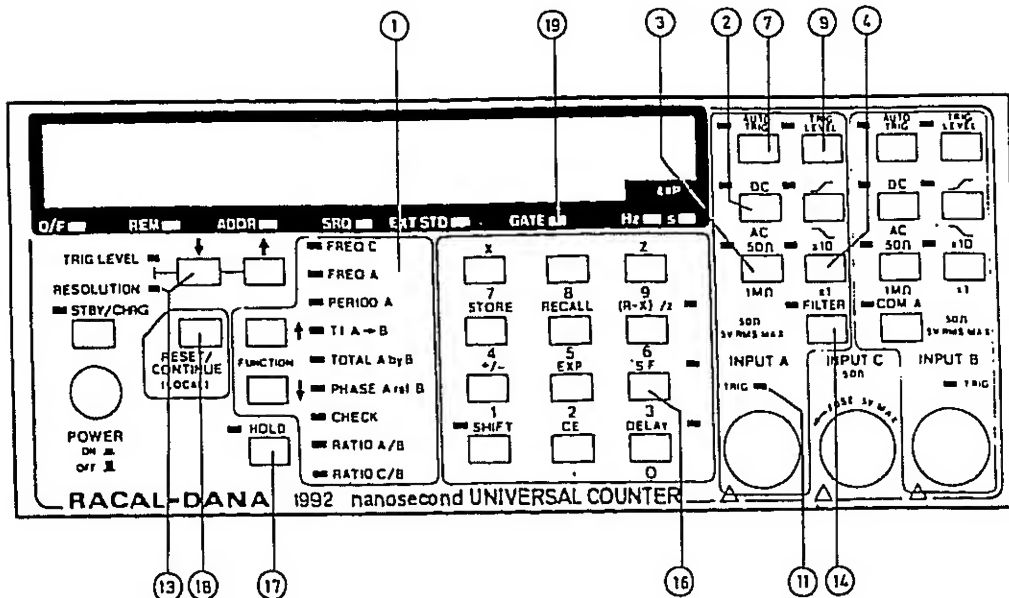 3 1 19 2 7 9 4
AUTO TRIG TRIG LEVEL AUTO TRIG TRIG LEVEL
EXP
DC DC
O/F REM ADDR SRQ EXT STD GATE Hz s
TRIG LEVEL
RESOLUTION
STBY/CHRG
RESET/
CONTINUE
(LOCAL)
POWER
ON
OFF
FUNCTION
HOLD
FREQ C
FREQ A
PERIOD A
T I A → B
TOTAL A by B
PHASE A rel B
CHECK
RATIO A/B
RATIO C/B
X Z
7 8 9
STORE RECALL (R-X)/Z
4 5 6
+/- EXP SF
1 2 3
SHIFT CE DELAY
. 0
AC 50Ω x10 AC 50Ω x10
1MΩ x1 1MΩ x1
FILTER COM A
50Ω 5V RMS MAX 50Ω 5V RMS MAX
INPUT A INPUT C INPUT B
50Ω
TRIG FUSE 5V MAX TRIG
RACAL-DANA 1992 nanosecond UNIVERSAL COUNTER
13 18 17 16 11 14